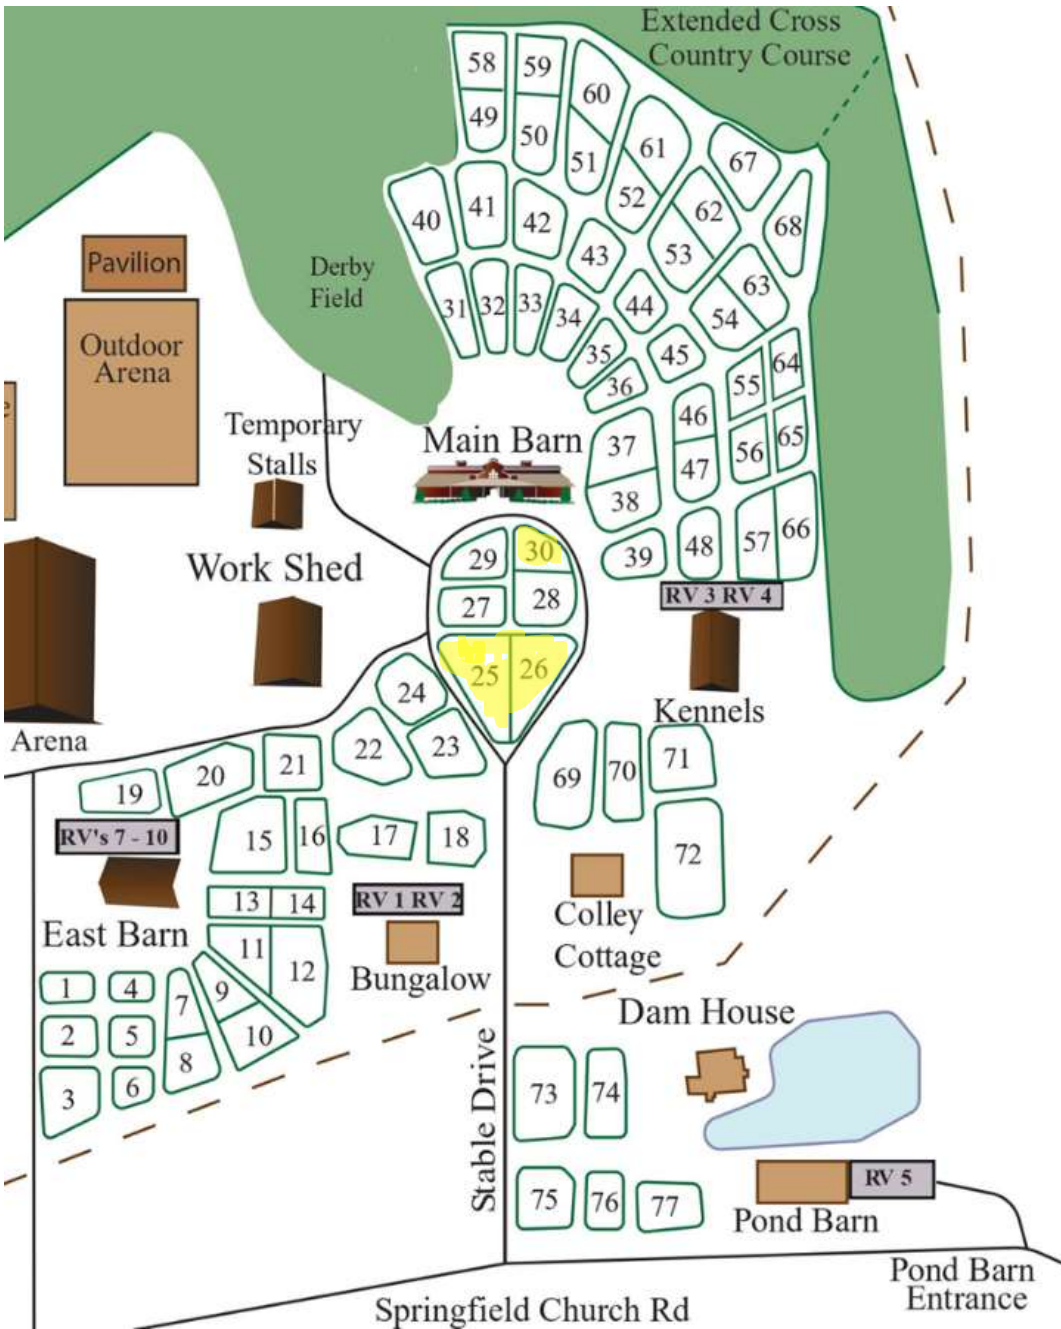 Extended Cross
Country Course
58
59
60
49
50
51
61
52
67
62
68
40
41
42
43
53
63
44
54
Pavilion
Derby
Field
31
32
33
34
35
45
64
36
55
Outdoor
Arena
e
46
37
65
56
47
38
Temporary
Stalls
Main Barn
66
57
48
39
29
30
27
28
25
26
Work Shed
RV 3 RV 4
Kennels
24
Arena
22
23
21
20
19
69
70
71
72
RV's 7 - 10
15
16
17
18
13
14
RV 1 RV 2
Colley
Cottage
East Barn
11
12
Bungalow
1
4
7
9
2
5
10
8
6
3
Dam House
Stable Drive
73
74
75
76
77
RV 5
Pond Barn
Pond Barn
Entrance
Springfield Church Rd